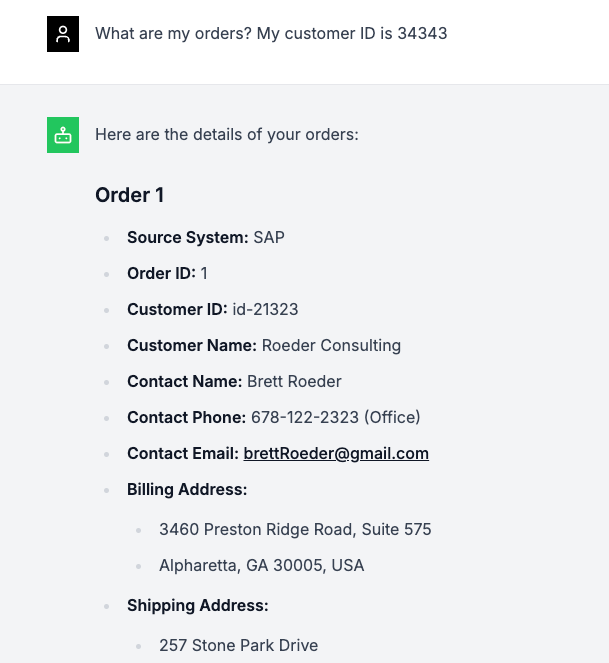 What are my orders? My customer ID is 34343
Here are the details of your orders:
Order 1
Source System: SAP
Order ID: 1
Customer ID: id-21323
Customer Name: Roeder Consulting
Contact Name: Brett Roeder
Contact Phone: 678-122-2323 (Office)
Contact Email: brettRoeder@gmail.com
Billing Address:
3460 Preston Ridge Road, Suite 575
Alpharetta, GA 30005, USA
Shipping Address:
257 Stone Park Drive